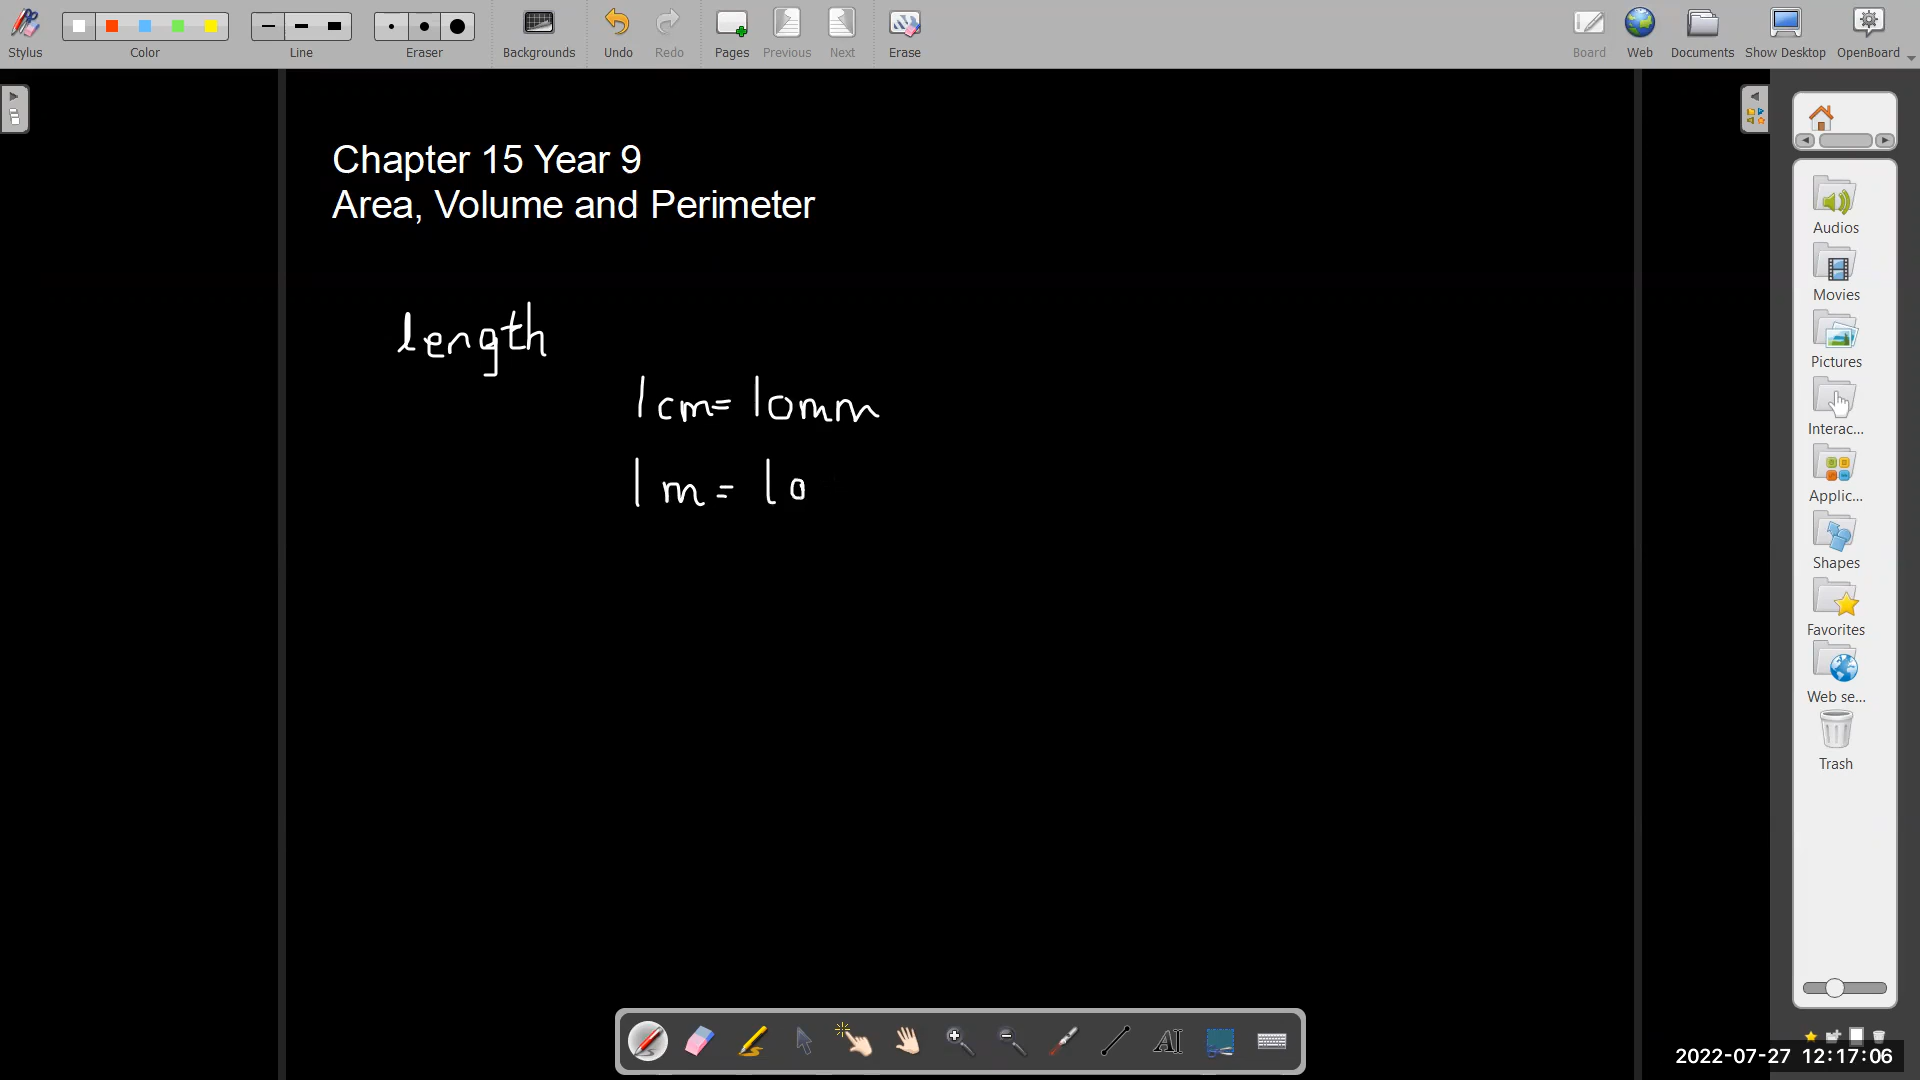 Stylus Color Line Eraser Backgrounds Undo Redo Pages Previous Next Erase Board Web Documents Show Desktop OpenBoard
Chapter 15 Year 9
Area, Volume and Perimeter
length
1cm=10mm
1m=10
Audios
Movies
Pictures
Interac...
Applic...
Shapes
Favorites
Web se...
Trash
AI
2022-07-27 12:17:06